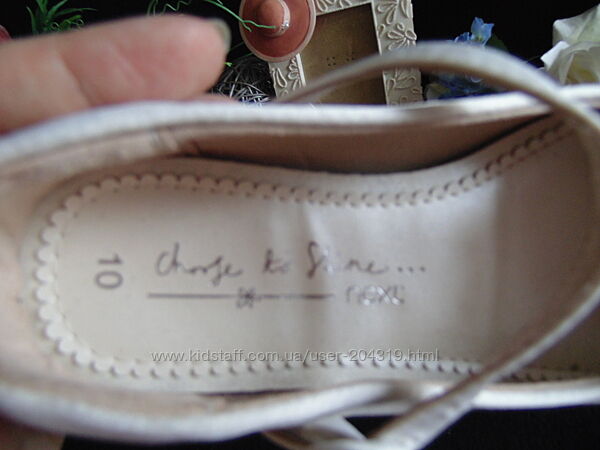 choose to Shine...
next
10
www.kidstaff.com.ua/user-204319.html